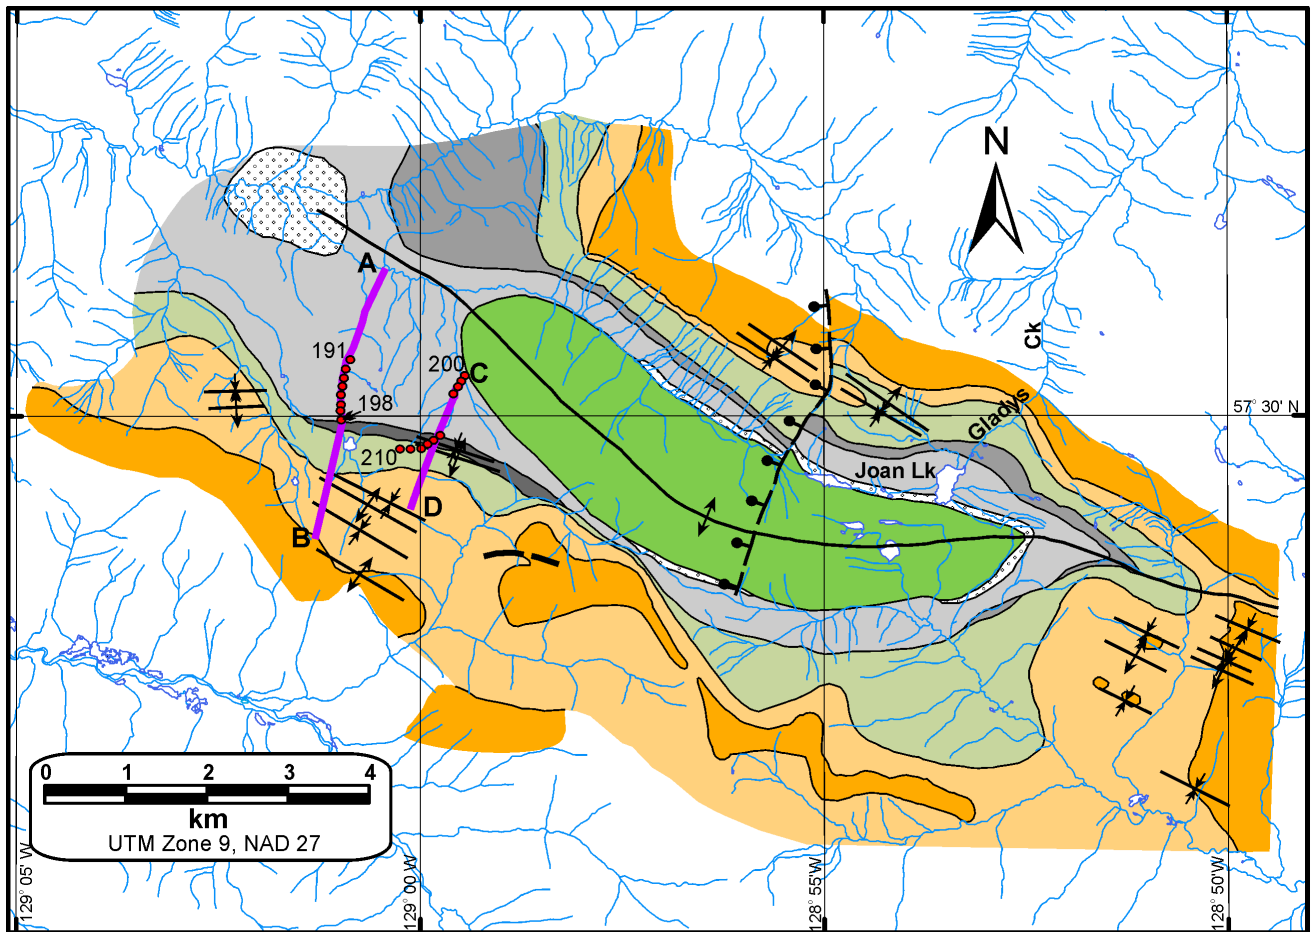 N
A
191
200
C
198
210
D
B
Ck
Gladys
57° 30' N
Joan Lk
0 1 2 3 4
km
UTM Zone 9, NAD 27
129° 05' W
129° 00' W
128° 55'W
128° 50'W